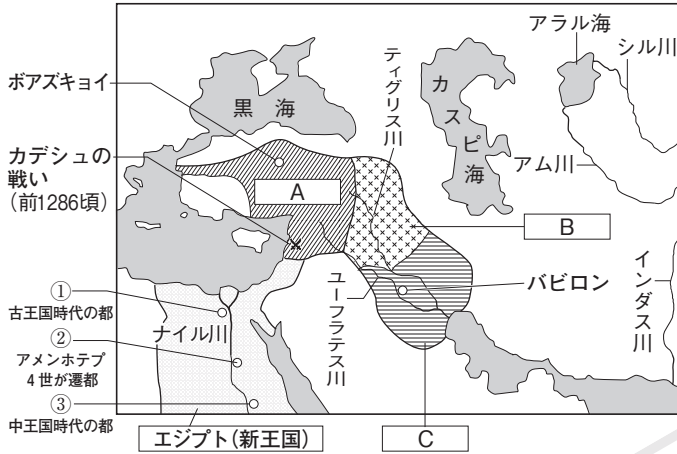 アラル海
シル川
ボアズキョイ
黒海
ティグリス川
カスピ海
カデシュの
戦い
(前1286頃)
アム川
A
B
①
古王国時代の都
ナイル川
ユーフラテス川
バビロン
インダス川
②
アメンホテプ
4世が遷都
③
中王国時代の都
エジプト(新王国)
C